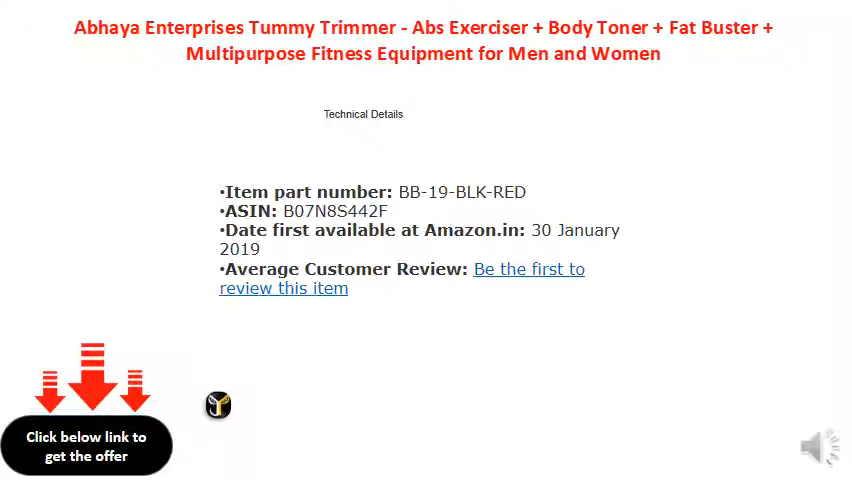 Abhaya Enterprises Tummy Trimmer - Abs Exerciser + Body Toner + Fat Buster +
Multipurpose Fitness Equipment for Men and Women
Technical Details
•Item part number: BB-19-BLK-RED
•ASIN: B07N8S442F
•Date first available at Amazon.in: 30 January
2019
•Average Customer Review: Be the first to
review this item
Click below link to
get the offer